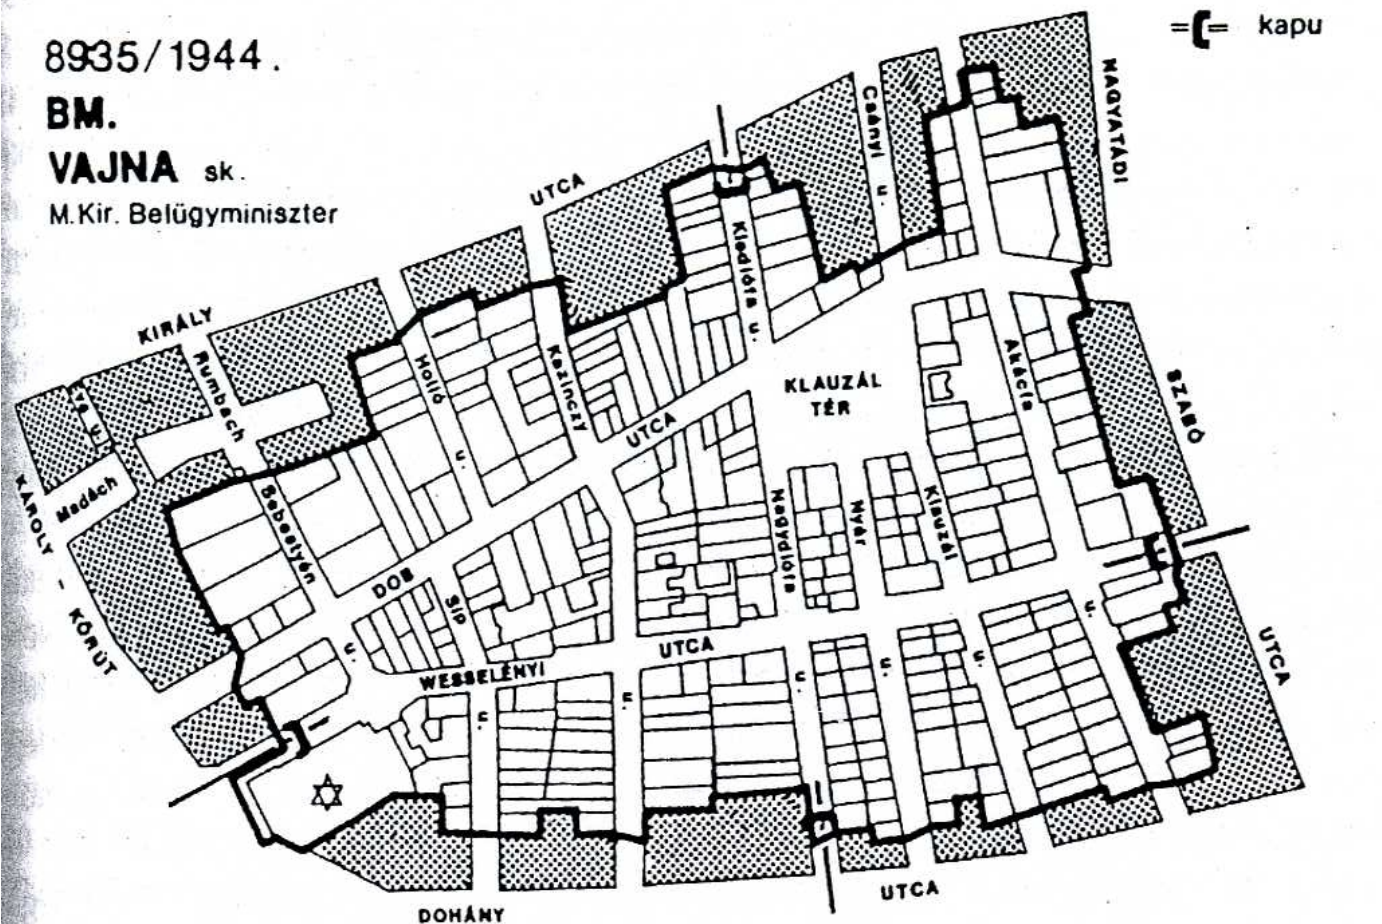 8935/1944.
BM.
VAJNA sk.
M.Kir. Belügyminiszter
=(= kapu
NAGYATÁDI
Csányi u.
UTCA
Kisdiófa u.
KIRÁLY
Rumbach
Holló
u.
Kazinczy
KLAUZÁL
TÉR
Akácfa
SZABÓ
UTCA
KÁROLY - KÖRÚT
Madách
u.
Sebestyén
Nagydiófa
Nyár
Klauzál
DOB
Síp
u.
UTCA
WESSELÉNYI
u.
u.
u.
u.
u.
u.
UTCA
UTCA
DOHÁNY